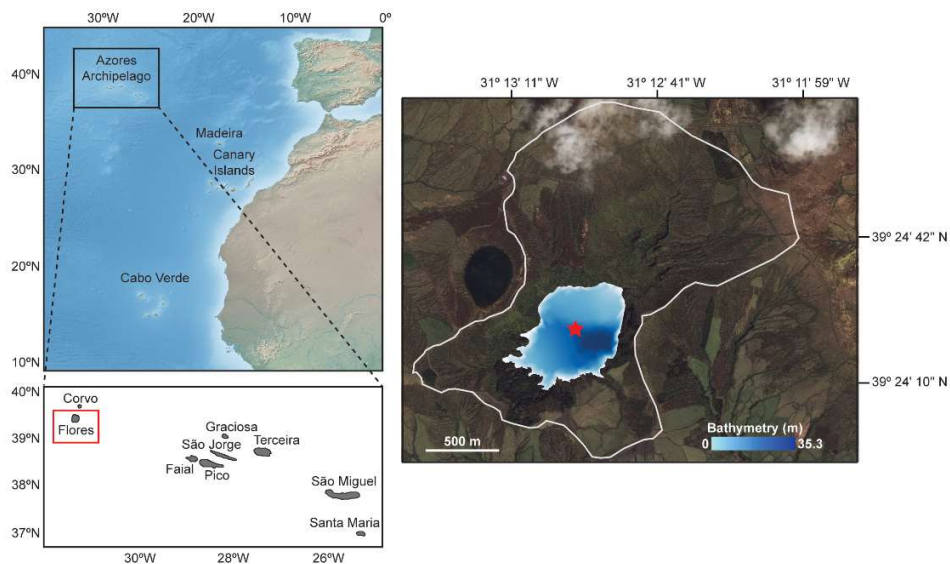 30ºW 20ºW 10ºW 0º
40ºN
Azores
Archipelago
Madeira
Canary
Islands
30ºN
20ºN
Cabo Verde
10ºN
40ºN
Corvo
Flores
39ºN
Graciosa
São Jorge
Terceira
Faial
Pico
38ºN
São Miguel
Santa Maria
37ºN
30ºW 28ºW 26ºW
31º 13' 11" W 31º 12' 41" W 31º 11' 59" W
39º 24' 42" N
39º 24' 10" N
500 m
Bathymetry (m)
0 35.3